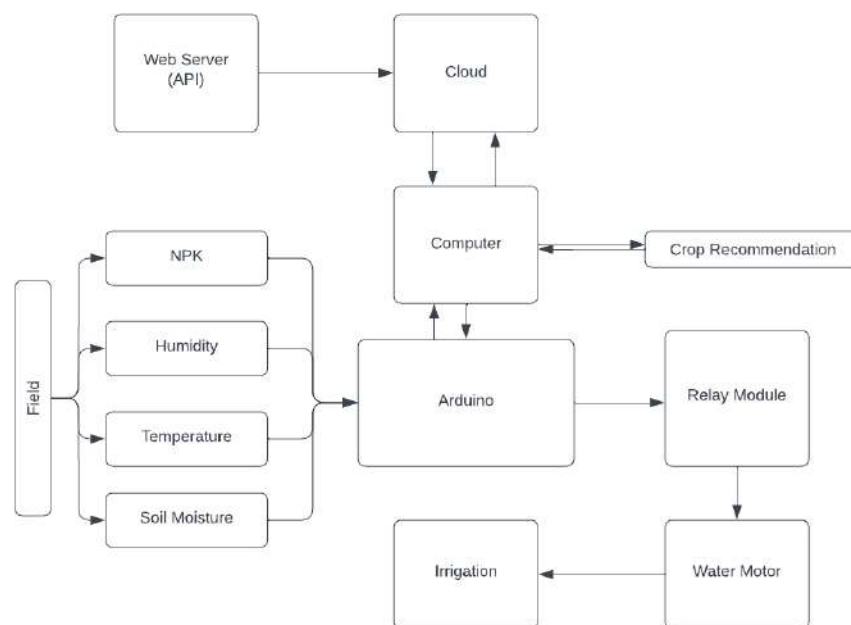 Web Server
(API)
Cloud
Computer
Crop Recommendation
Field
NPK
Humidity
Temperature
Soil Moisture
Arduino
Relay Module
Irrigation
Water Motor